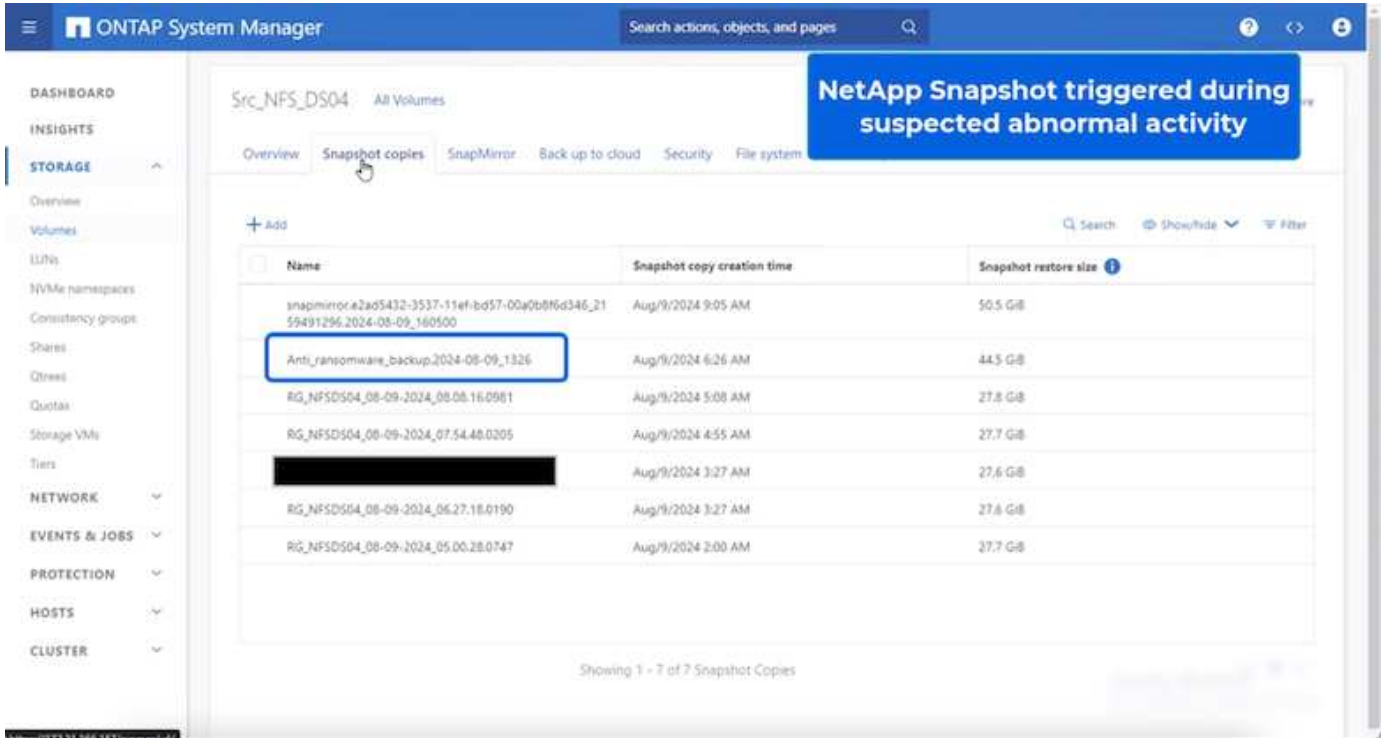 ONTAP System Manager
Search actions, objects, and pages
NetApp Snapshot triggered during
suspected abnormal activity
DASHBOARD
INSIGHTS
STORAGE
Overview
Volumes
LUNs
NVMe namespaces
Consistency groups
Shares
Qtrees
Quotas
Storage VMs
Tiers
NETWORK
EVENTS & JOBS
PROTECTION
HOSTS
CLUSTER
Src_NFS_DS04 All Volumes
Overview Snapshot copies SnapMirror Back up to cloud Security File system
Add
Search Show/hide Filter
Name Snapshot copy creation time Snapshot restore size
snapmirror.e2ad5432-3537-11ef-bd57-00a0b8f6d346_21 Aug/9/2024 9:05 AM 50.5 GiB
59491296.2024-08-09_160500
Anti_ransomware_backup.2024-08-09_1326 Aug/9/2024 6:26 AM 44.5 GiB
RG_NFSDS04_08-09-2024_08.08.16.0981 Aug/9/2024 5:08 AM 27.8 GiB
RG_NFSDS04_08-09-2024_07.54.48.0205 Aug/9/2024 4:55 AM 27.7 GiB
Aug/9/2024 3:27 AM 27.6 GiB
RG_NFSDS04_08-09-2024_06.27.18.0190 Aug/9/2024 3:27 AM 27.6 GiB
RG_NFSDS04_08-09-2024_05.00.28.0747 Aug/9/2024 2:00 AM 27.7 GiB
Showing 1 - 7 of 7 Snapshot Copies